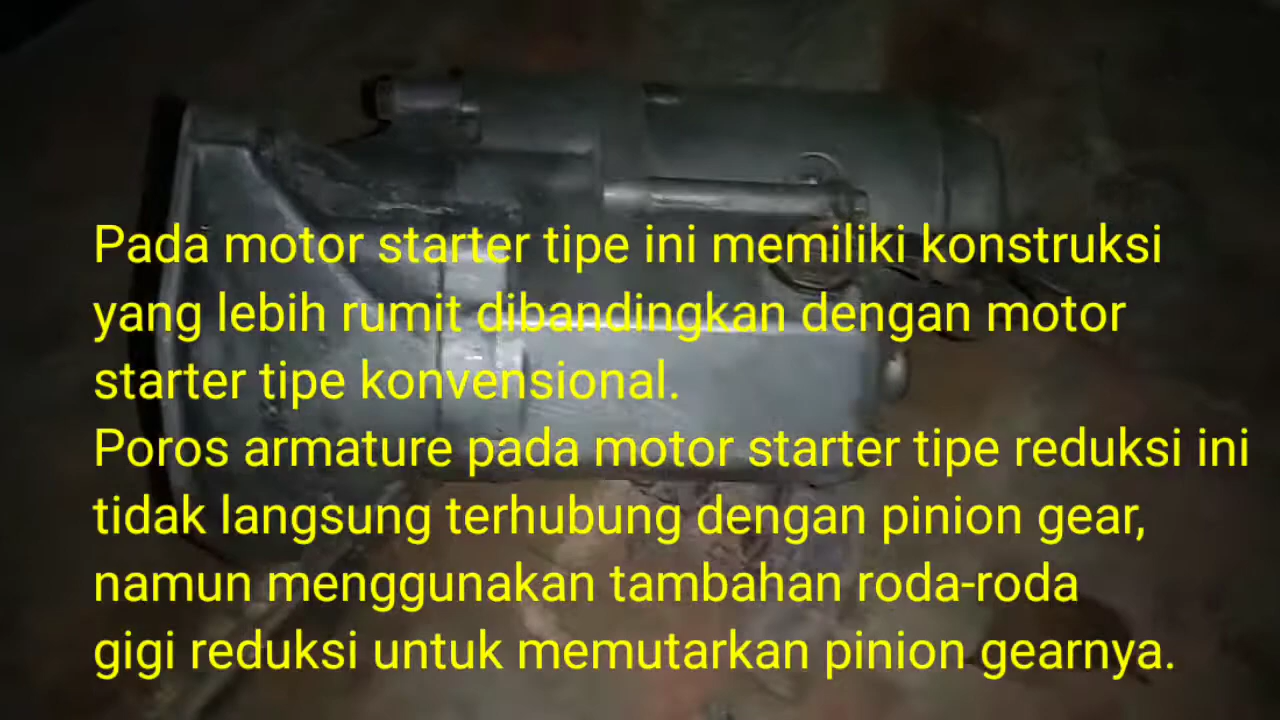 Pada motor starter tipe ini memiliki konstruksi
yang lebih rumit dibandingkan dengan motor
starter tipe konvensional.
Poros armature pada motor starter tipe reduksi ini
tidak langsung terhubung dengan pinion gear,
namun menggunakan tambahan roda-roda
gigi reduksi untuk memutarkan pinion gearnya.